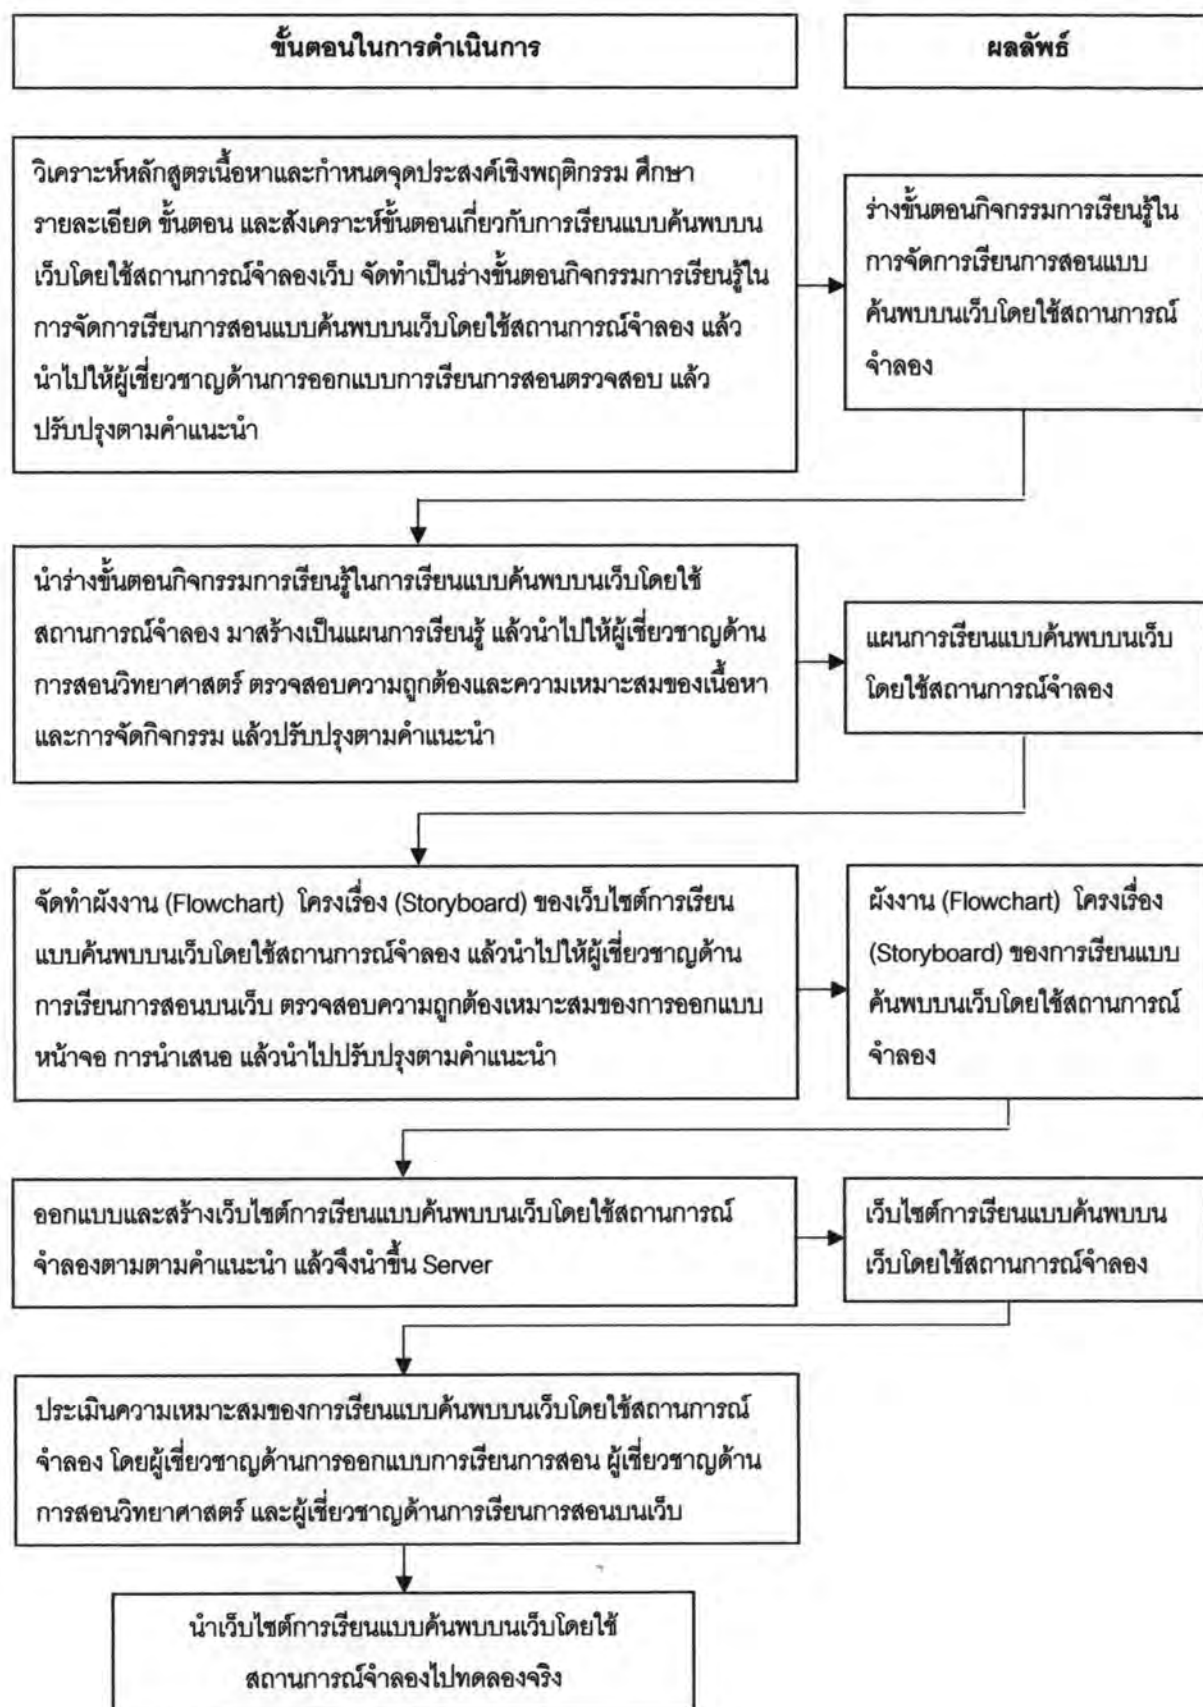 ขั้นตอนในการดำเนินการ
ผลลัพธ์
วิเคราะห์หลักสูตรเนื้อหาและกำหนดจุดประสงค์เชิงพฤติกรรม ศึกษา
รายละเอียด ขั้นตอน และสังเคราะห์ขั้นตอนเกี่ยวกับการเรียนแบบค้นพบบน
เว็บโดยใช้สถานการณ์จำลองเว็บ จัดทำเป็นร่างขั้นตอนกิจกรรมการเรียนรู้ใน
การจัดการเรียนการสอนแบบค้นพบบนเว็บโดยใช้สถานการณ์จำลอง แล้ว
นำไปให้ผู้เชี่ยวชาญด้านการออกแบบการเรียนการสอนตรวจสอบ แล้ว
ปรับปรุงตามคำแนะนำ
ร่างขั้นตอนกิจกรรมการเรียนรู้ใน
การจัดการเรียนการสอนแบบ
ค้นพบบนเว็บโดยใช้สถานการณ์
จำลอง
นำร่างขั้นตอนกิจกรรมการเรียนรู้ในการเรียนแบบค้นพบบนเว็บโดยใช้
สถานการณ์จำลอง มาสร้างเป็นแผนการเรียนรู้ แล้วนำไปให้ผู้เชี่ยวชาญด้าน
การสอนวิทยาศาสตร์ ตรวจสอบความถูกต้องและความเหมาะสมของเนื้อหา
และการจัดกิจกรรม แล้วปรับปรุงตามคำแนะนำ
แผนการเรียนแบบค้นพบบนเว็บ
โดยใช้สถานการณ์จำลอง
จัดทำผังงาน (Flowchart) โครงเรื่อง (Storyboard) ของเว็บไซต์การเรียน
แบบค้นพบบนเว็บโดยใช้สถานการณ์จำลอง แล้วนำไปให้ผู้เชี่ยวชาญด้าน
การเรียนการสอนบนเว็บ ตรวจสอบความถูกต้องเหมาะสมของการออกแบบ
หน้าจอ การนำเสนอ แล้วนำไปปรับปรุงตามคำแนะนำ
ผังงาน (Flowchart) โครงเรื่อง
(Storyboard) ของการเรียนแบบ
ค้นพบบนเว็บโดยใช้สถานการณ์
จำลอง
ออกแบบและสร้างเว็บไซต์การเรียนแบบค้นพบบนเว็บโดยใช้สถานการณ์
จำลองตามตามคำแนะนำ แล้วจึงนำขึ้น Server
เว็บไซต์การเรียนแบบค้นพบบน
เว็บโดยใช้สถานการณ์จำลอง
ประเมินความเหมาะสมของการเรียนแบบค้นพบบนเว็บโดยใช้สถานการณ์
จำลอง โดยผู้เชี่ยวชาญด้านการออกแบบการเรียนการสอน ผู้เชี่ยวชาญด้าน
การสอนวิทยาศาสตร์ และผู้เชี่ยวชาญด้านการเรียนการสอนบนเว็บ
นำเว็บไซต์การเรียนแบบค้นพบบนเว็บโดยใช้
สถานการณ์จำลองไปทดลองจริง